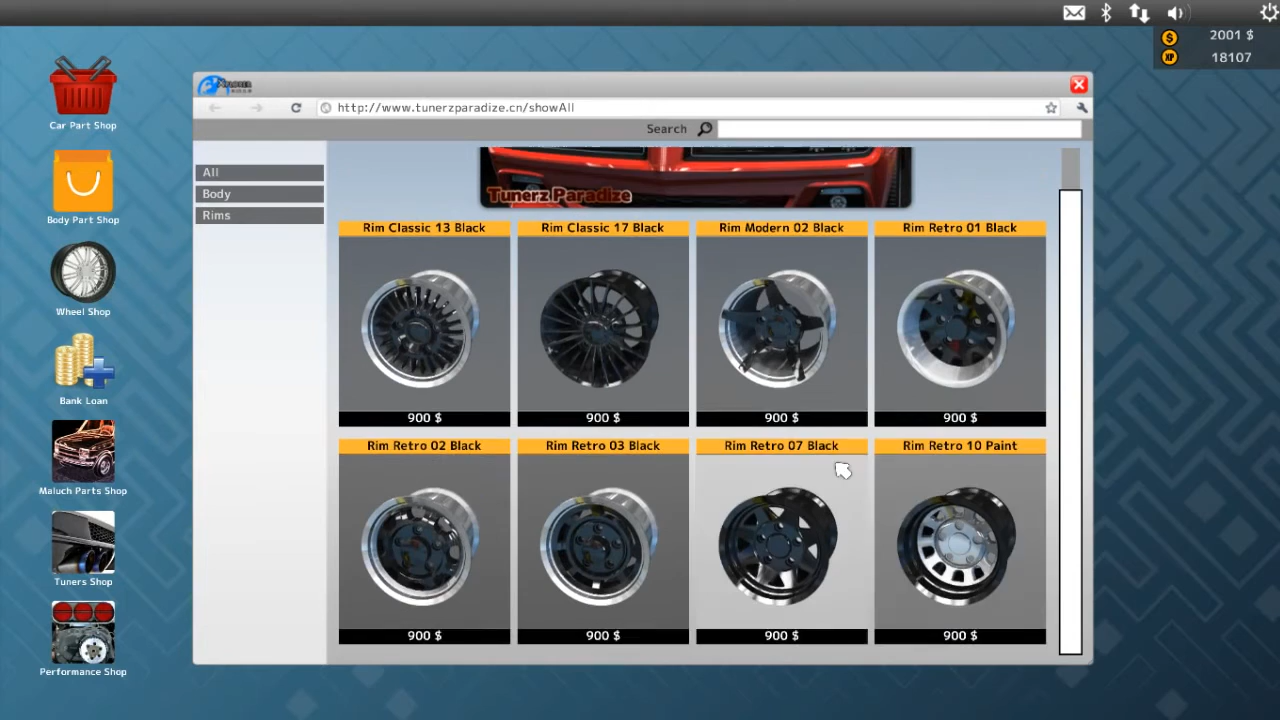 2001 $
XP 18107
http://www.tunerzparadize.cn/showAll
Search
All
Body
Rims
Tunerz Paradize
Car Part Shop
Body Part Shop
Wheel Shop
Bank Loan
Maluch Parts Shop
Tuners Shop
Performance Shop
Rim Classic 13 Black
Rim Classic 17 Black
Rim Modern 02 Black
Rim Retro 01 Black
900 $
900 $
900 $
900 $
Rim Retro 02 Black
Rim Retro 03 Black
Rim Retro 07 Black
Rim Retro 10 Paint
900 $
900 $
900 $
900 $